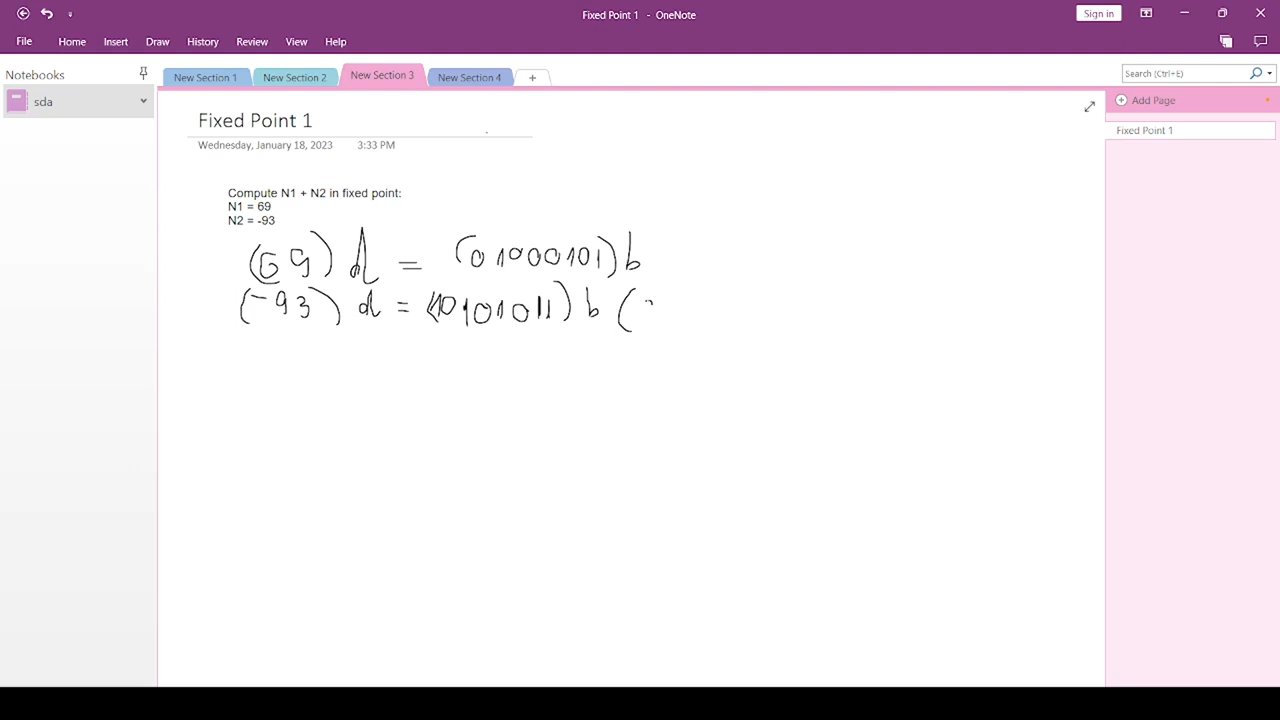 Fixed Point 1 - OneNote
Sign in
File Home Insert Draw History Review View Help
Notebooks
New Section 1 New Section 2 New Section 3 New Section 4 +
Search (Ctrl+E)
sda
Add Page
Fixed Point 1
Fixed Point 1
Wednesday, January 18, 2023 3:33 PM
Compute N1 + N2 in fixed point:
N1 = 69
N2 = -93
(69)d = (01000101)b
(-93)d = (10101011)b (